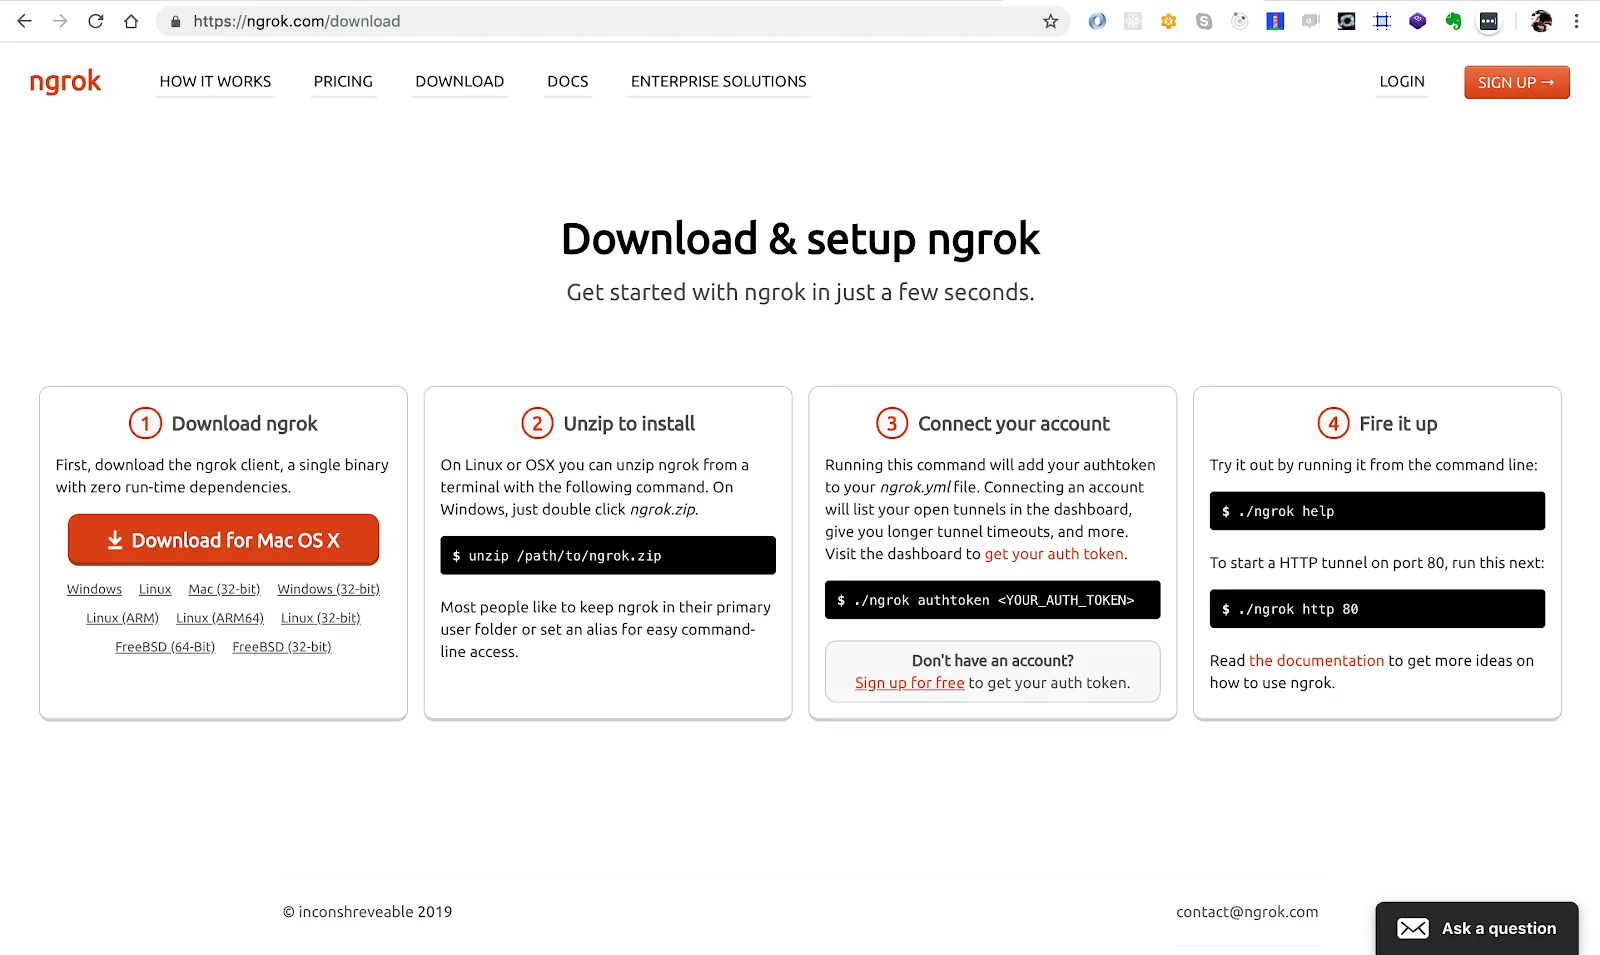 https://ngrok.com/download
ngrok
HOW IT WORKS
PRICING
DOWNLOAD
DOCS
ENTERPRISE SOLUTIONS
LOGIN
SIGN UP →
Download & setup ngrok
Get started with ngrok in just a few seconds.
1 Download ngrok
First, download the ngrok client, a single binary
with zero run-time dependencies.
Download for Mac OS X
Windows Linux Mac (32-bit) Windows (32-bit)
Linux (ARM) Linux (ARM64) Linux (32-bit)
FreeBSD (64-Bit) FreeBSD (32-bit)
2 Unzip to install
On Linux or OSX you can unzip ngrok from a
terminal with the following command. On
Windows, just double click ngrok.zip.
$ unzip /path/to/ngrok.zip
Most people like to keep ngrok in their primary
user folder or set an alias for easy command-
line access.
3 Connect your account
Running this command will add your authtoken
to your ngrok.yml file. Connecting an account
will list your open tunnels in the dashboard,
give you longer tunnel timeouts, and more.
Visit the dashboard to get your auth token.
$ ./ngrok authtoken <YOUR_AUTH_TOKEN>
Don't have an account?
Sign up for free to get your auth token.
4 Fire it up
Try it out by running it from the command line:
$ ./ngrok help
To start a HTTP tunnel on port 80, run this next:
$ ./ngrok http 80
Read the documentation to get more ideas on
how to use ngrok.
© inconshreveable 2019
contact@ngrok.com
Ask a question